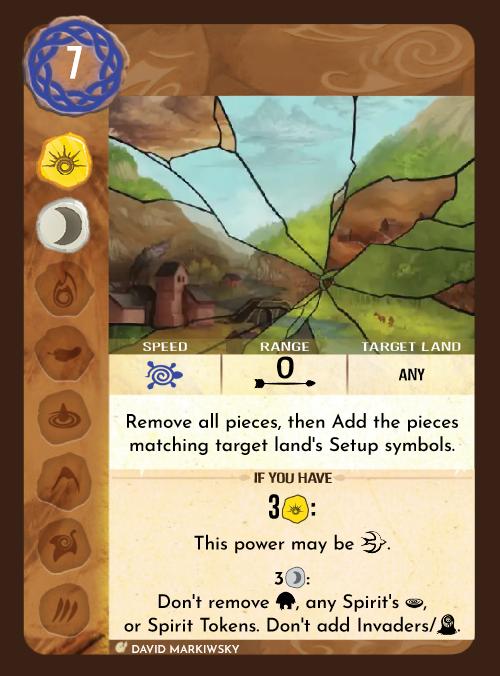 7
SPEED RANGE TARGET LAND
0 ANY
Remove all pieces, then Add the pieces
matching target land's Setup symbols.
IF YOU HAVE
3 :
This power may be .
3 :
Don't remove , any Spirit's ,
or Spirit Tokens. Don't add Invaders/ .
DAVID MARKIWSKY